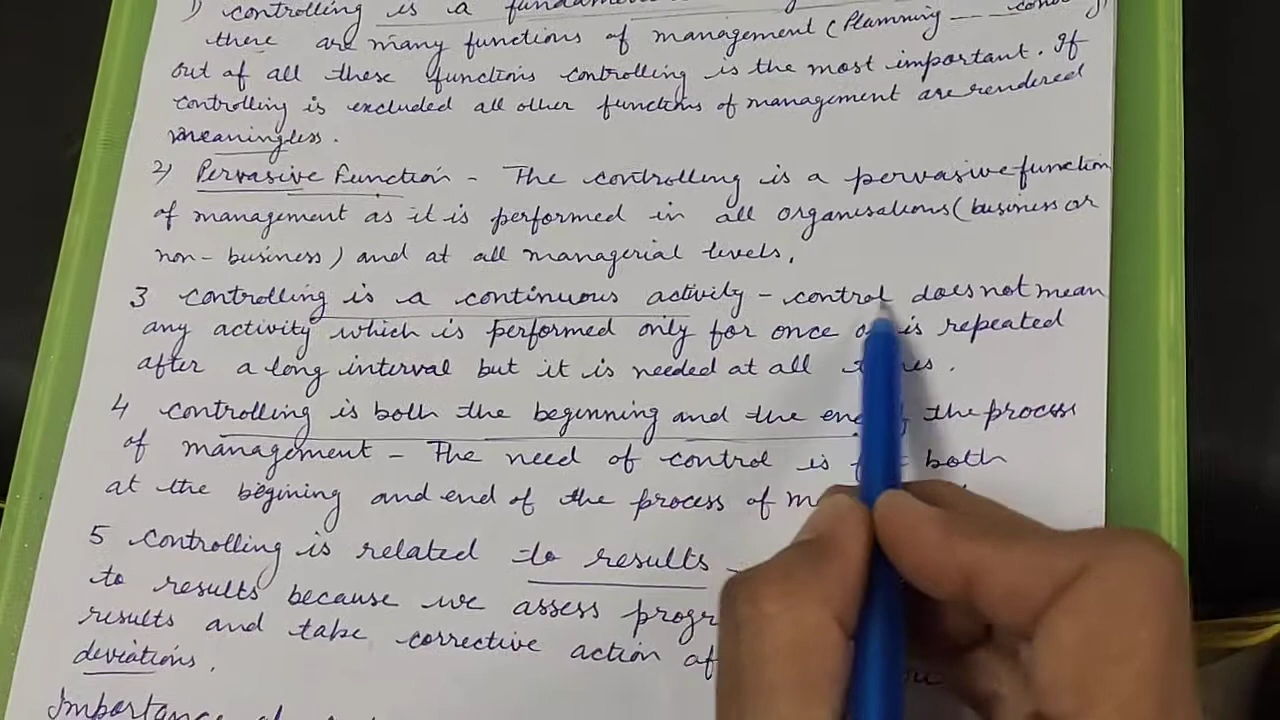 1) controlling is a
there are many functions of management (Planning
out of all these functions controlling is the most important. If
controlling is excluded all other functions of management are rendered
meaningless.
2) Pervasive Function - The controlling is a pervasive function
of management as it is performed in all organisations (business or
non-business) and at all managerial levels.
3 controlling is a continuous activity - control does not mean
any activity which is performed only for once is repeated
after a long interval but it is needed at all
4 controlling is both the beginning and the end the process
of management - The need of control is both
at the begining and end of the process of
5 controlling is related to results -
to results because we assess
results and take corrective action
deviations.
Importance